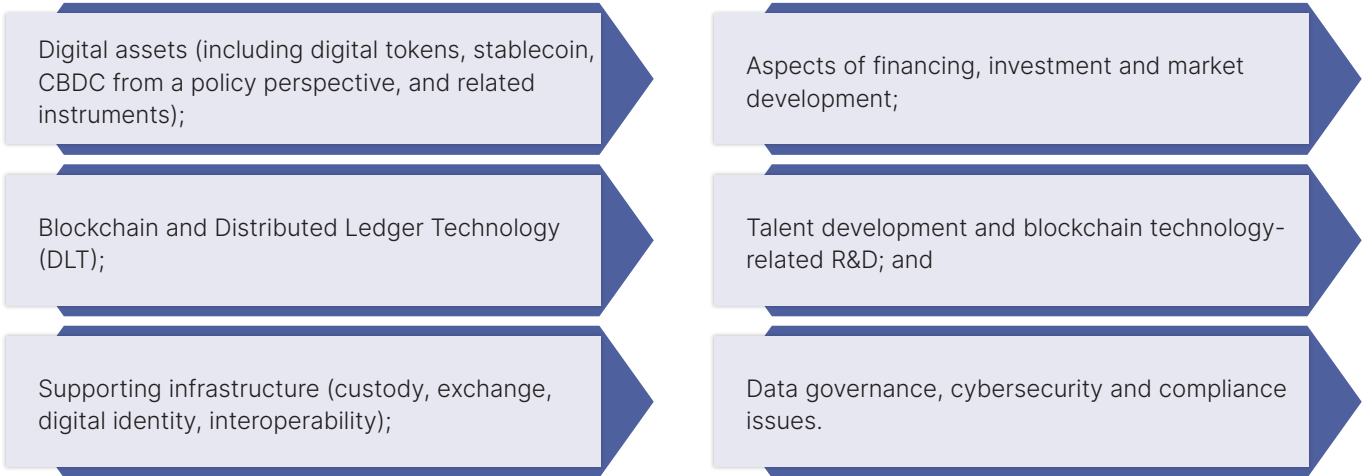 Digital assets (including digital tokens, stablecoin,
CBDC from a policy perspective, and related
instruments);
Blockchain and Distributed Ledger Technology
(DLT);
Supporting infrastructure (custody, exchange,
digital identity, interoperability);
Aspects of financing, investment and market
development;
Talent development and blockchain technology-
related R&D; and
Data governance, cybersecurity and compliance
issues.